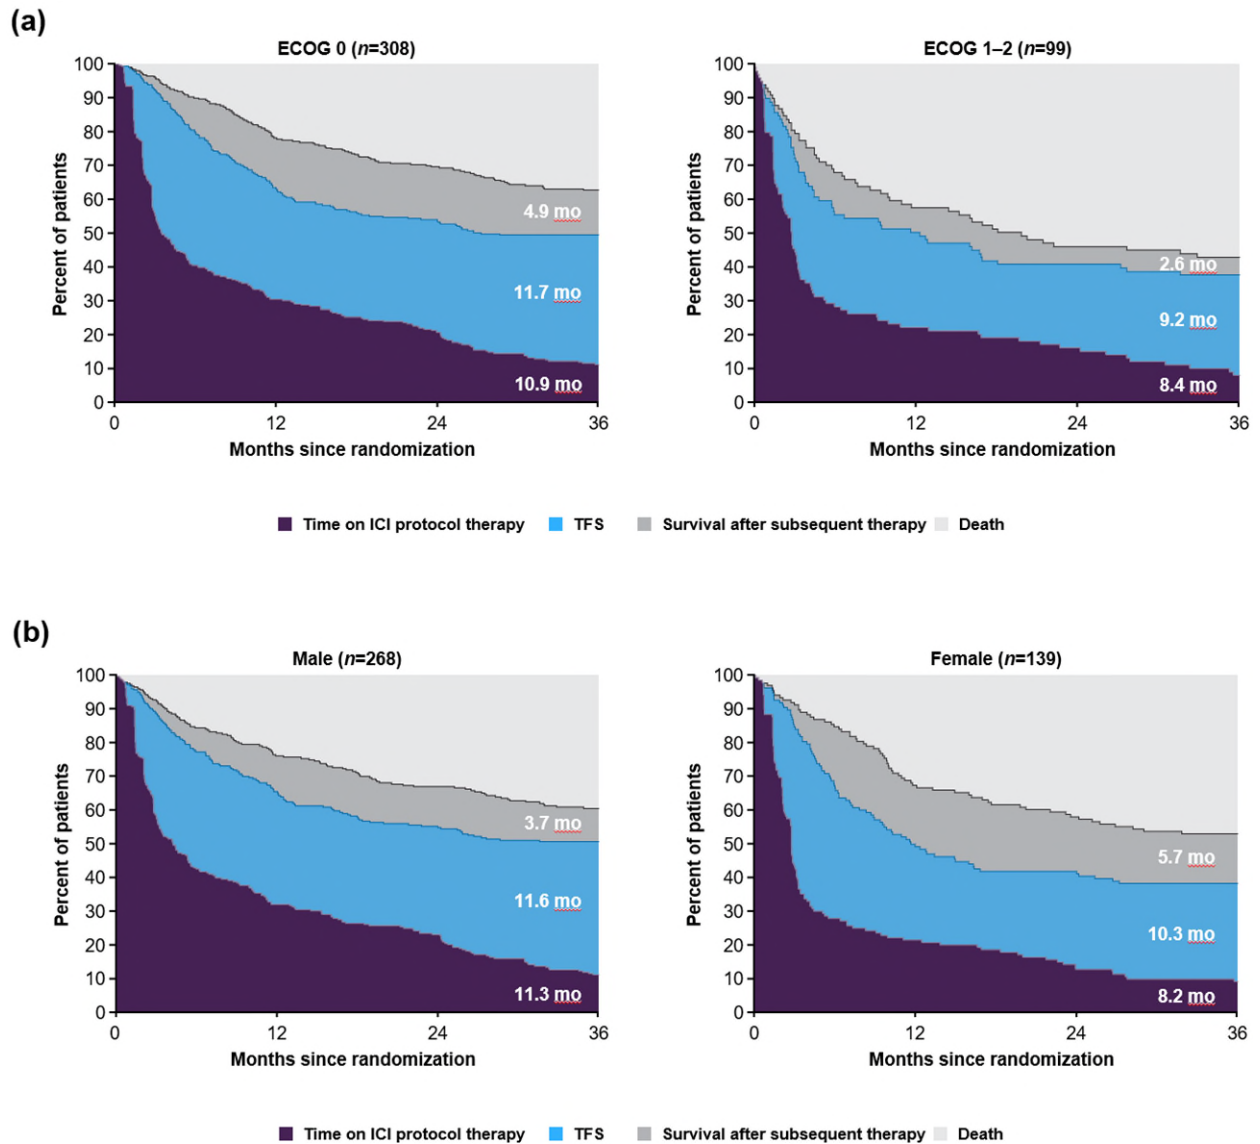 (a)
ECOG 0 (n=308)
ECOG 1–2 (n=99)
Percent of patients
100
90
80
70
60
50
40
30
20
10
0
4.9 mo
11.7 mo
10.9 mo
0 12 24 36
Months since randomization
Percent of patients
100
90
80
70
60
50
40
30
20
10
0
2.6 mo
9.2 mo
8.4 mo
0 12 24 36
Months since randomization
Time on ICI protocol therapy TFS Survival after subsequent therapy Death
(b)
Male (n=268)
Female (n=139)
Percent of patients
100
90
80
70
60
50
40
30
20
10
0
3.7 mo
11.6 mo
11.3 mo
0 12 24 36
Months since randomization
Percent of patients
100
90
80
70
60
50
40
30
20
10
0
5.7 mo
10.3 mo
8.2 mo
0 12 24 36
Months since randomization
Time on ICI protocol therapy TFS Survival after subsequent therapy Death